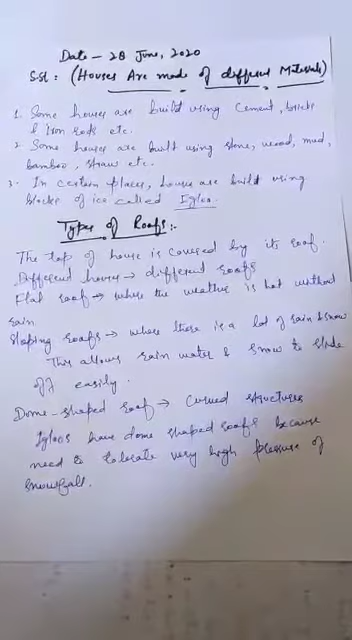 Date - 28 June, 2020
S.St : (Houses Are made of different Materials)
1. Some houses are build using cement, bricks
& iron rods etc.
2. Some houses are built using stone, wood, mud,
bamboo, straw etc.
3. In certain places, houses are build using
blocks of ice called Igloo.
Types of Roofs:-
The top of house is covered by its roof.
Different houses → different roofs
Flat roof → where the weather is hot without
rain
Sloping roofs → where there is a lot of rain & snow
This allows rain water & snow to slide
off easily.
Dome-shaped roof → curved structures
Igloos have dome shaped roofs because
need to tolerate very high pressure of
snowfall.